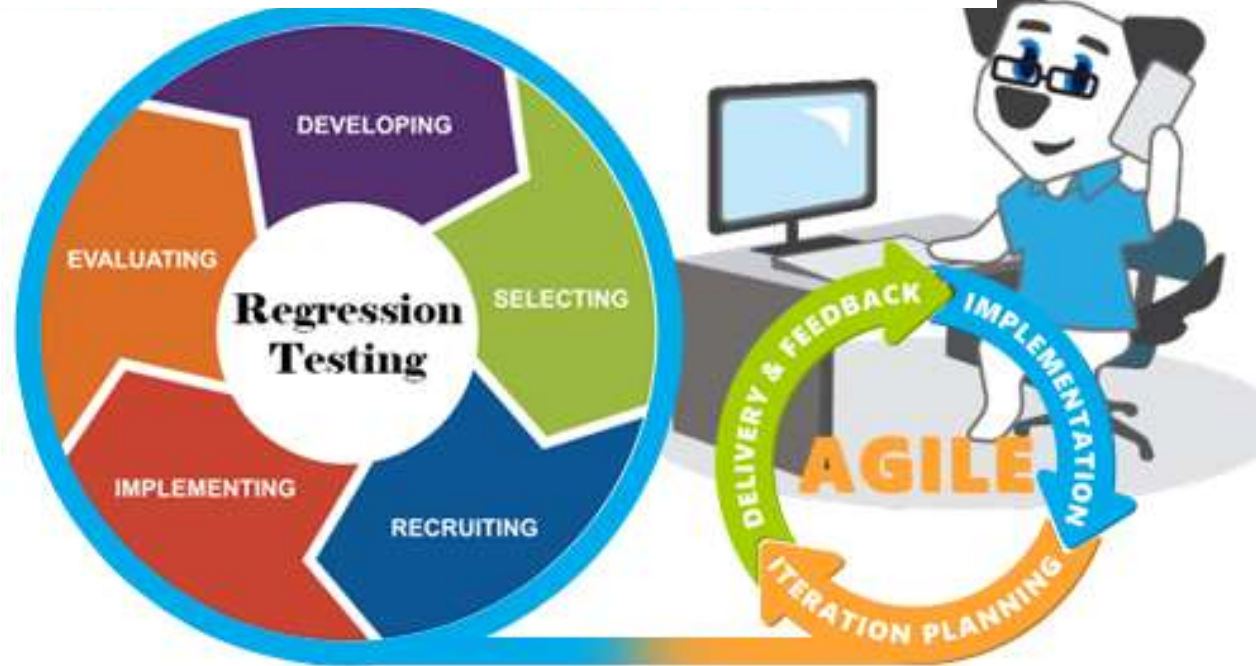 DEVELOPING
SELECTING
RECRUITING
IMPLEMENTING
EVALUATING
Regression
Testing
DELIVERY & FEEDBACK
IMPLEMENTATION
ITERATION PLANNING
AGILE